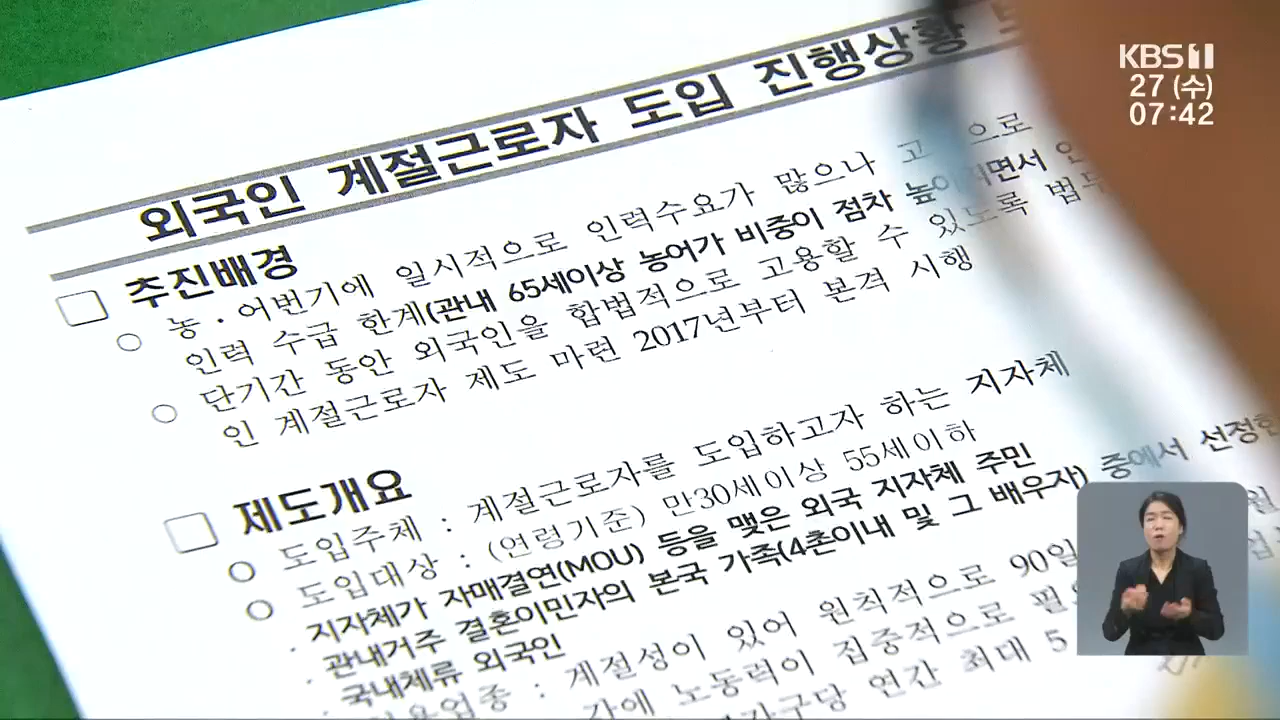 KBS1
27 (수)
07:42
외국인 계절근로자 도입 진행상황
□ 추진배경
○ 농·어번기에 일시적으로 인력수요가 많으나 고 으로
인력 수급 한계(관내 65세이상 농어가 비중이 점차 높아지면서
○ 단기간 동안 외국인을 합법적으로 고용할 수 있도록 법무
인 계절근로자 제도 마련 2017년부터 본격 시행
□ 제도개요
○ 도입주체 : 계절근로자를 도입하고자 하는 지자체
○ 도입대상 : (연령기준) 만30세이상 55세이하
· 지자체가 자매결연(MOU) 등을 맺은 외국 지자체 주민
· 관내거주 결혼이민자의 본국 가족(4촌이내 및 그 배우자) 중에서 선정한
· 국내체류 외국인
용업종 : 계절성이 있어 원칙적으로 90일
간에 노동력이 집중적으로 필요
가구당 연간 최대 5